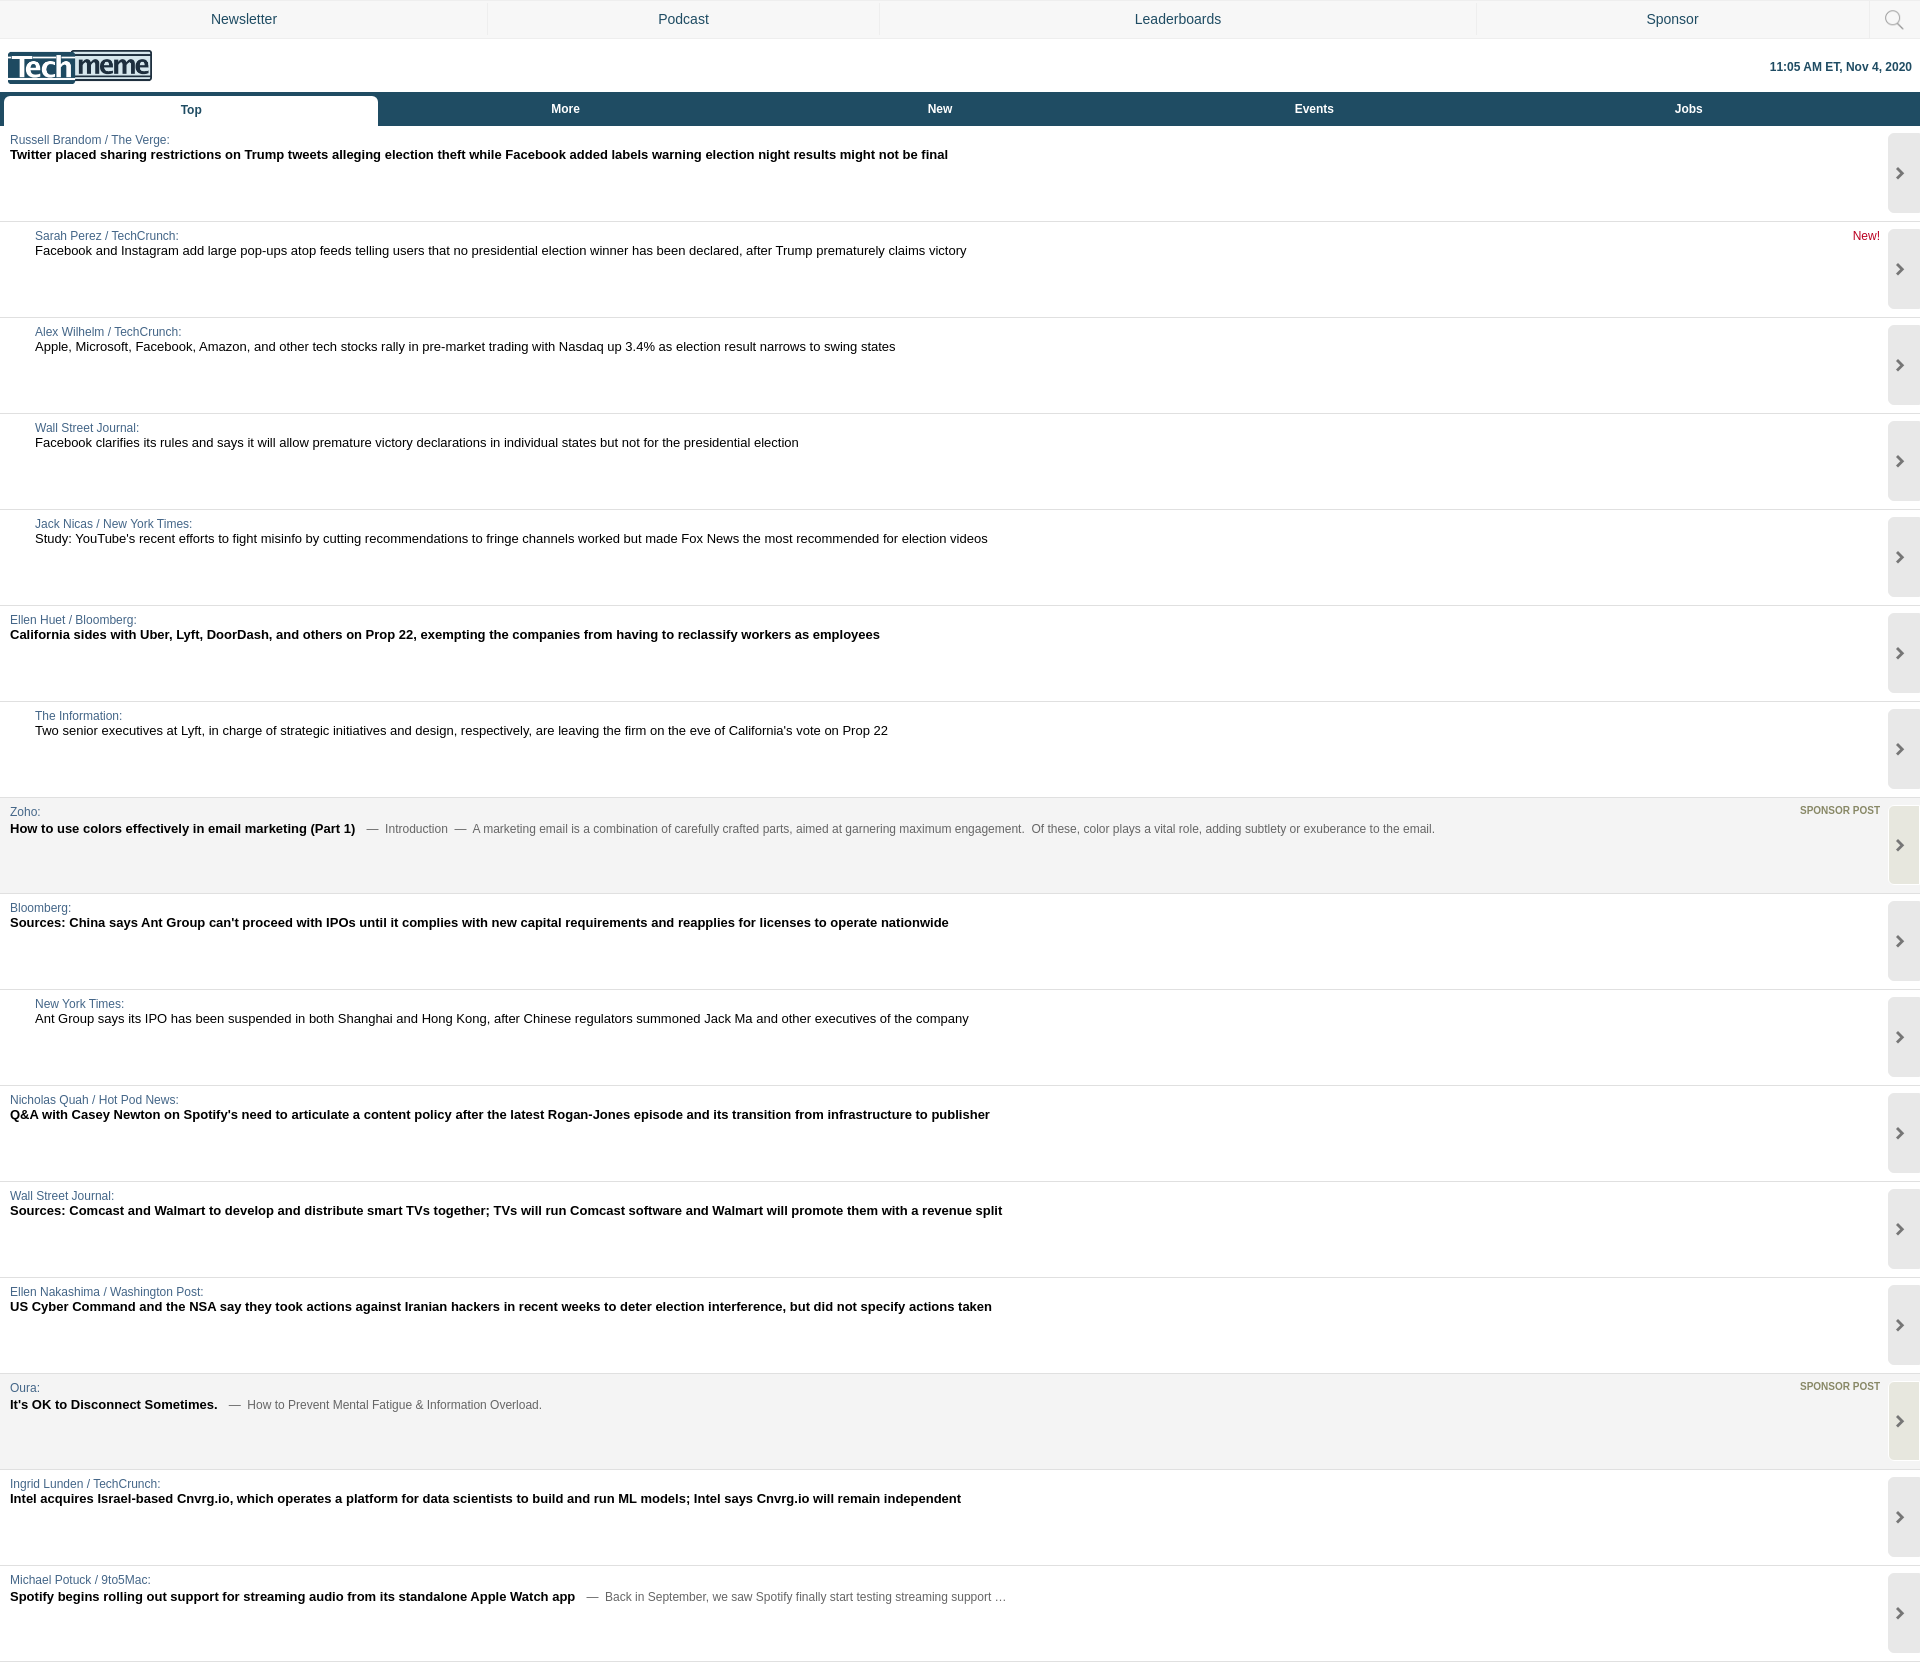 Newsletter Podcast Leaderboards Sponsor
Techmeme
11:05 AM ET, Nov 4, 2020
Top More New Events Jobs
Russell Brandom / The Verge:
Twitter placed sharing restrictions on Trump tweets alleging election theft while Facebook added labels warning election night results might not be final
Sarah Perez / TechCrunch:
New!
Facebook and Instagram add large pop-ups atop feeds telling users that no presidential election winner has been declared, after Trump prematurely claims victory
Alex Wilhelm / TechCrunch:
Apple, Microsoft, Facebook, Amazon, and other tech stocks rally in pre-market trading with Nasdaq up 3.4% as election result narrows to swing states
Wall Street Journal:
Facebook clarifies its rules and says it will allow premature victory declarations in individual states but not for the presidential election
Jack Nicas / New York Times:
Study: YouTube's recent efforts to fight misinfo by cutting recommendations to fringe channels worked but made Fox News the most recommended for election videos
Ellen Huet / Bloomberg:
California sides with Uber, Lyft, DoorDash, and others on Prop 22, exempting the companies from having to reclassify workers as employees
The Information:
Two senior executives at Lyft, in charge of strategic initiatives and design, respectively, are leaving the firm on the eve of California's vote on Prop 22
Zoho:
SPONSOR POST
How to use colors effectively in email marketing (Part 1) — Introduction — A marketing email is a combination of carefully crafted parts, aimed at garnering maximum engagement. Of these, color plays a vital role, adding subtlety or exuberance to the email.
Bloomberg:
Sources: China says Ant Group can't proceed with IPOs until it complies with new capital requirements and reapplies for licenses to operate nationwide
New York Times:
Ant Group says its IPO has been suspended in both Shanghai and Hong Kong, after Chinese regulators summoned Jack Ma and other executives of the company
Nicholas Quah / Hot Pod News:
Q&A with Casey Newton on Spotify's need to articulate a content policy after the latest Rogan-Jones episode and its transition from infrastructure to publisher
Wall Street Journal:
Sources: Comcast and Walmart to develop and distribute smart TVs together; TVs will run Comcast software and Walmart will promote them with a revenue split
Ellen Nakashima / Washington Post:
US Cyber Command and the NSA say they took actions against Iranian hackers in recent weeks to deter election interference, but did not specify actions taken
Oura:
SPONSOR POST
It's OK to Disconnect Sometimes. — How to Prevent Mental Fatigue & Information Overload.
Ingrid Lunden / TechCrunch:
Intel acquires Israel-based Cnvrg.io, which operates a platform for data scientists to build and run ML models; Intel says Cnvrg.io will remain independent
Michael Potuck / 9to5Mac:
Spotify begins rolling out support for streaming audio from its standalone Apple Watch app — Back in September, we saw Spotify finally start testing streaming support …